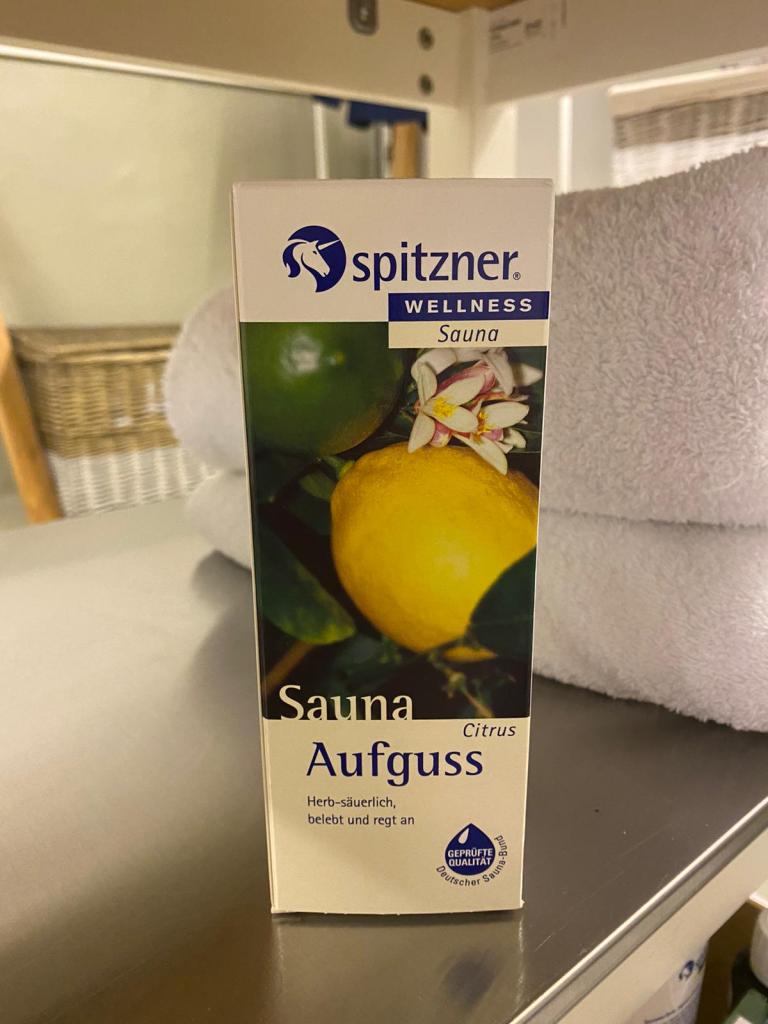 spitzner®
WELLNESS
Sauna
Sauna
Citrus
Aufguss
Herb-säuerlich,
belebt und regt an
GEPRÜFTE
QUALITÄT
Deutscher Sauna-Bund